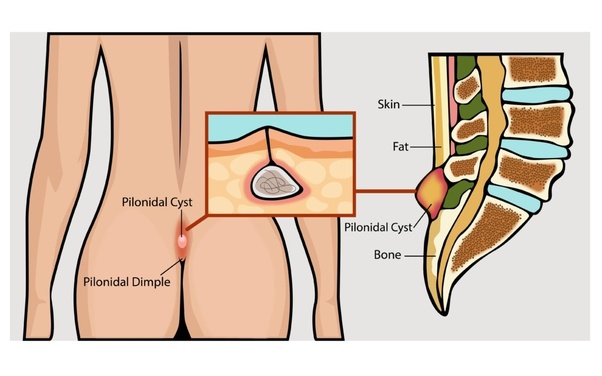 Pilonidal Cyst
Pilonidal Dimple
Skin
Fat
Pilonidal Cyst
Bone